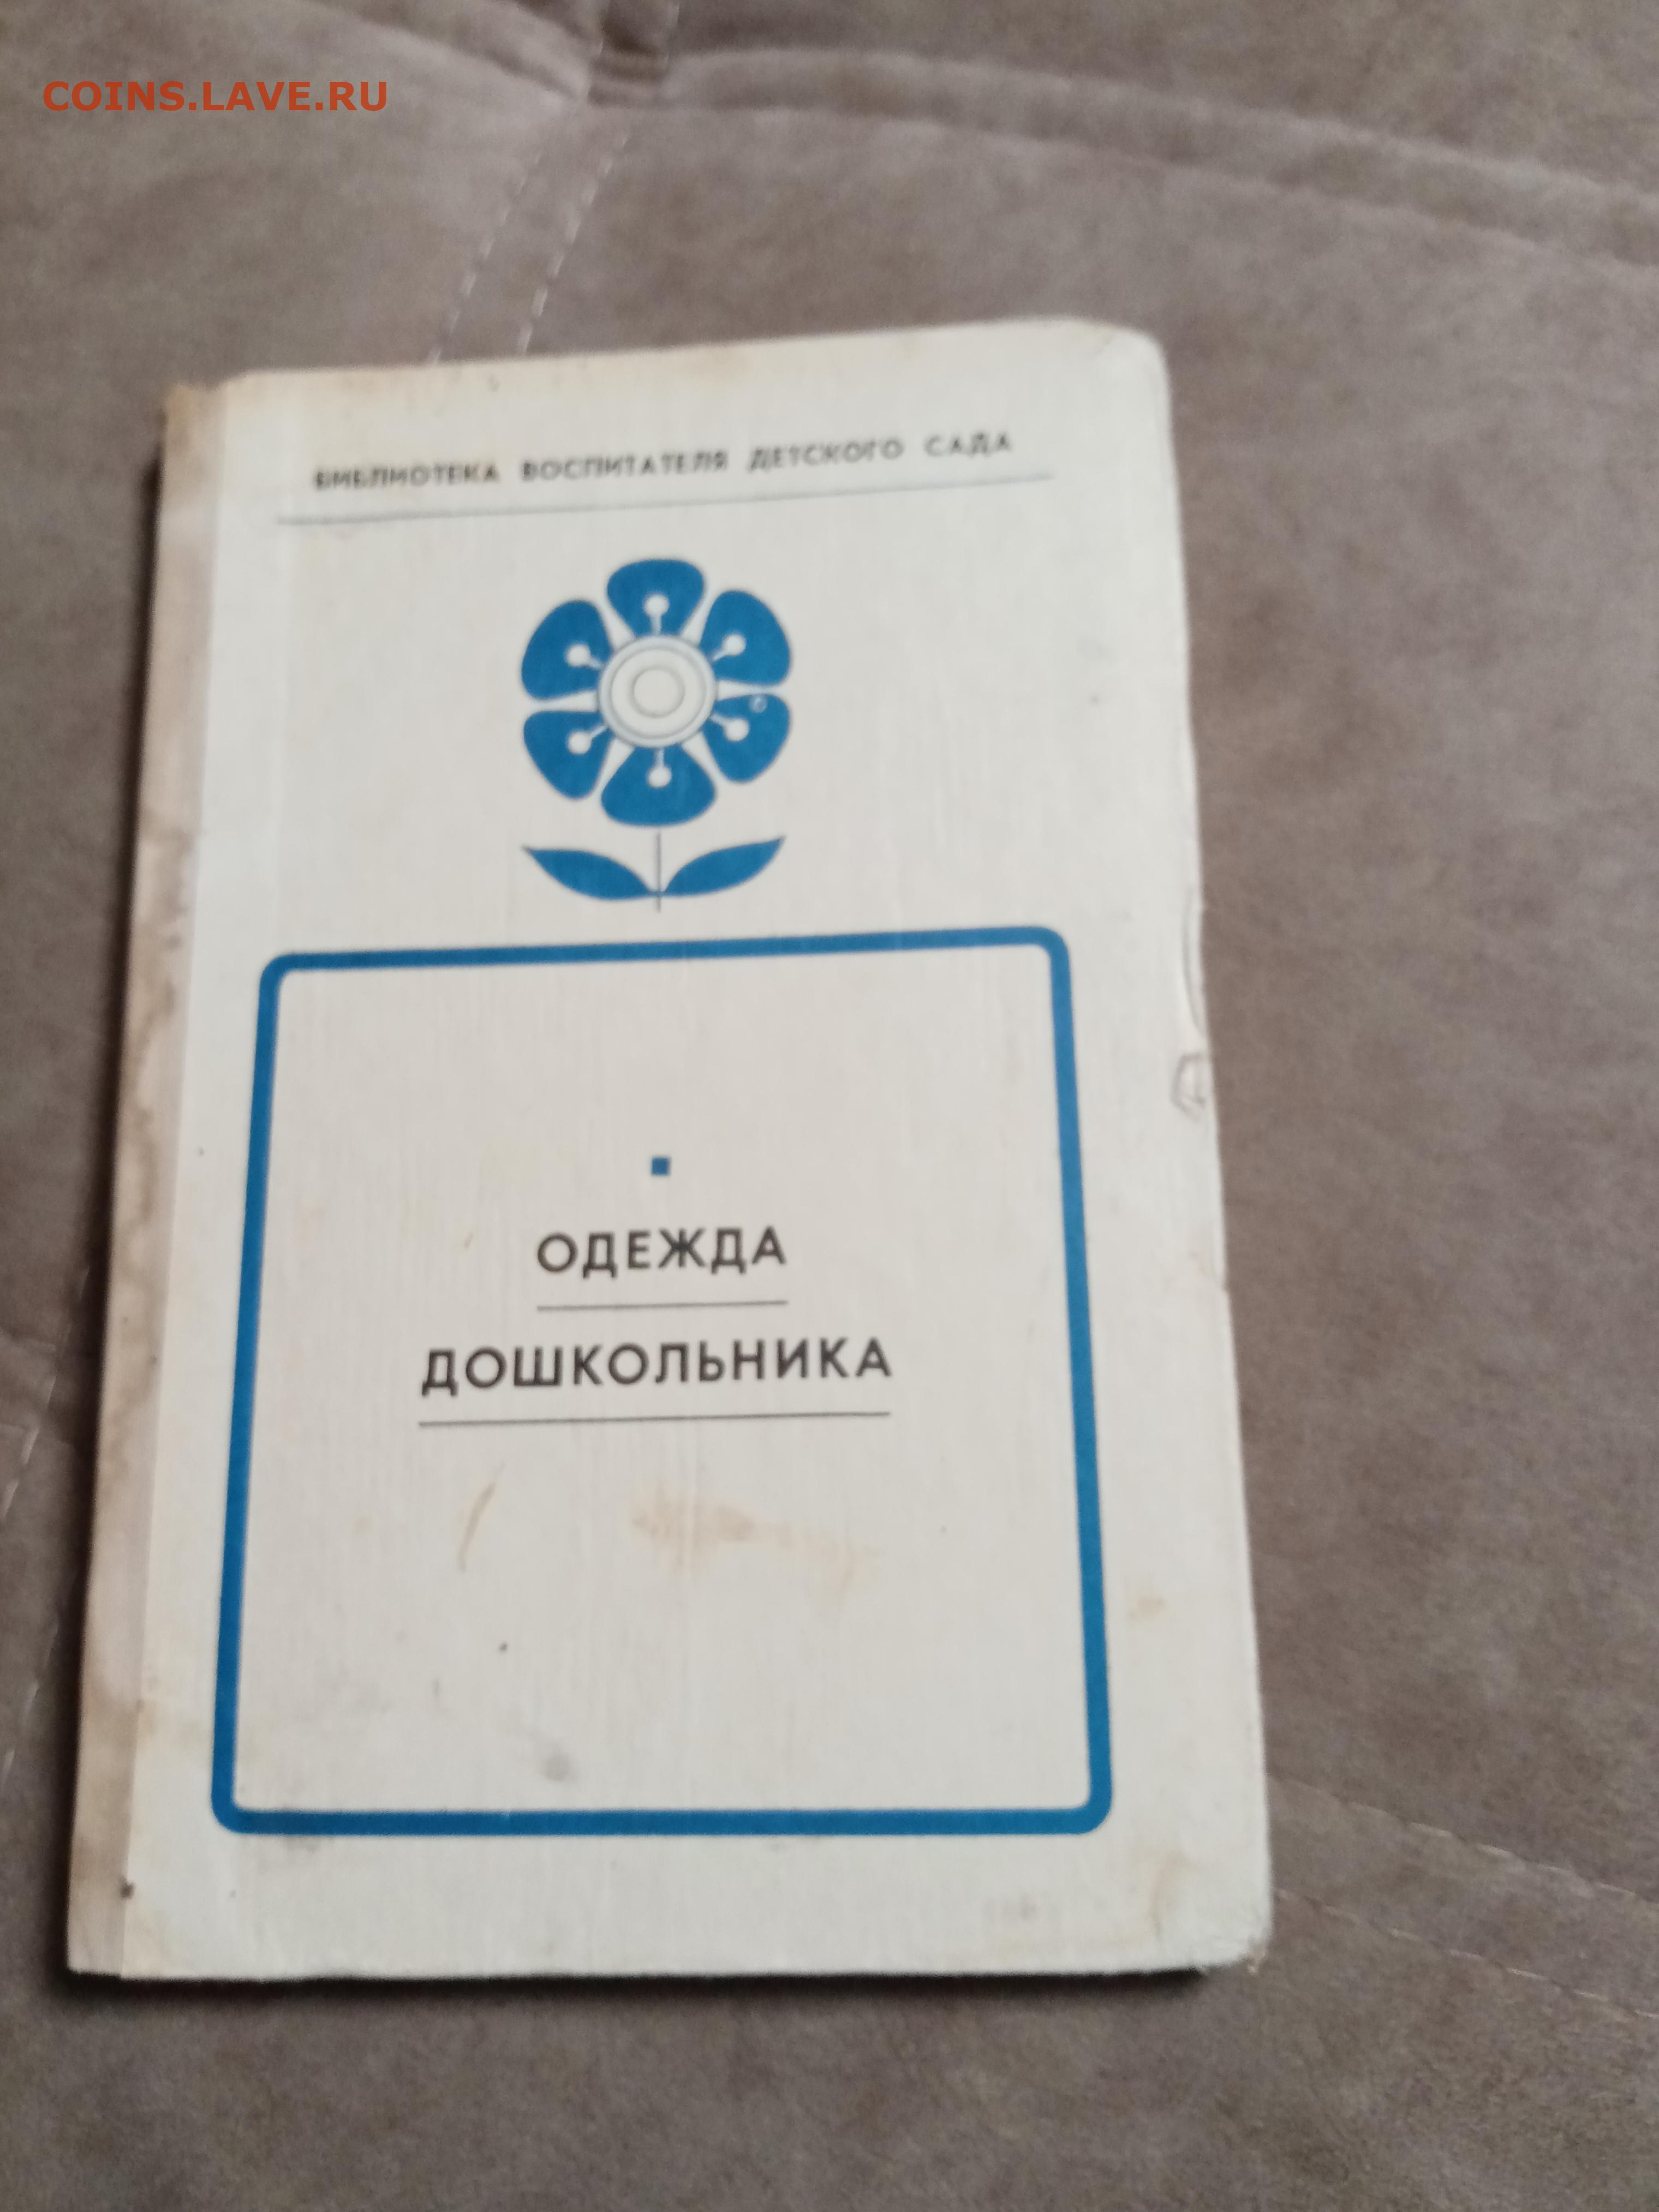 COINS.LAVE.RU
БИБЛИОТЕКА ВОСПИТАТЕЛЯ ДЕТСКОГО САДА
ОДЕЖДА
ДОШКОЛЬНИКА